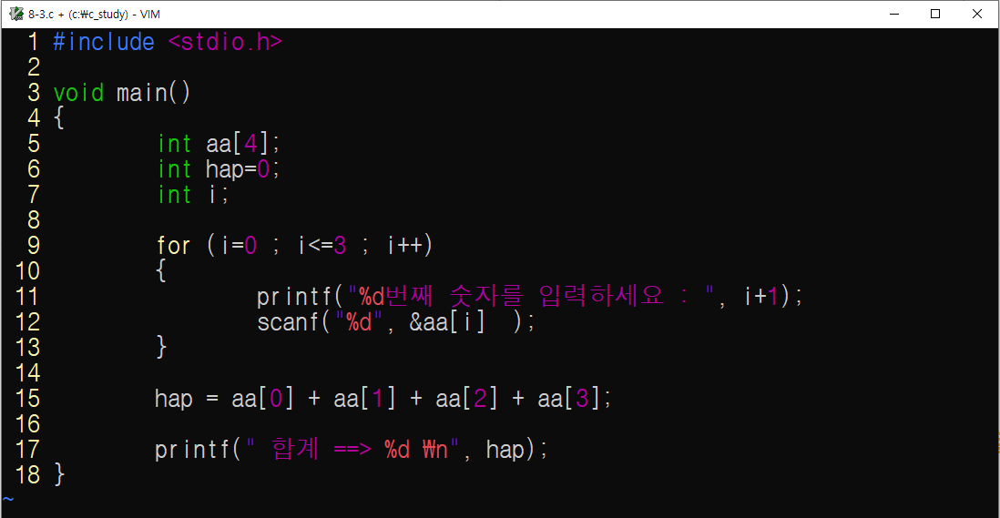 8-3.c + (c:₩c_study) - VIM
1 #include <stdio.h>
2
3 void main()
4 {
5 int aa[4];
6 int hap=0;
7 int i;
8
9 for (i=0 ; i<=3 ; i++)
10 {
11 printf("%d번째 숫자를 입력하세요 : ", i+1);
12 scanf("%d", &aa[i]  );
13 }
14
15 hap = aa[0] + aa[1] + aa[2] + aa[3];
16
17 printf(" 합계 ==> %d ₩n", hap);
18 }
~